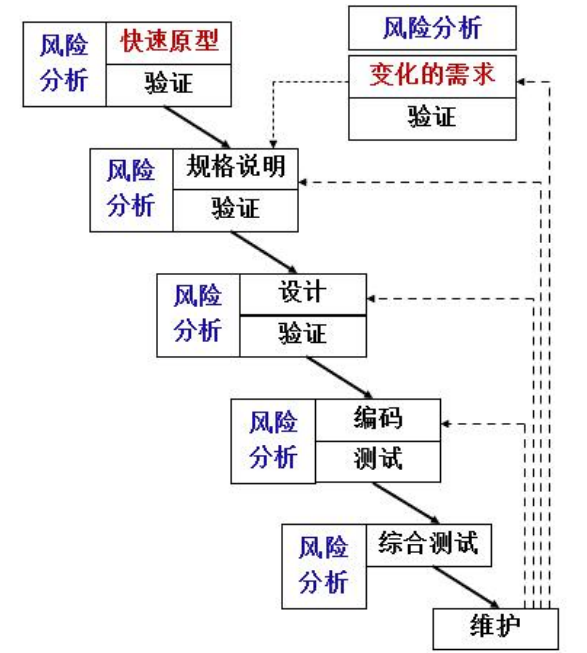 风险
分析
快速原型
验证
风险分析
变化的需求
验证
风险
分析
规格说明
验证
风险
分析
设计
验证
风险
分析
编码
测试
风险
分析
综合测试
维护